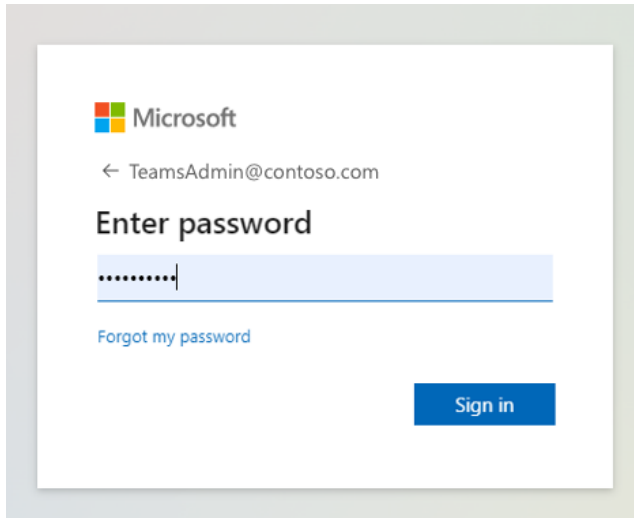 Microsoft
← TeamsAdmin@contoso.com
Enter password
••••••••••
Forgot my password
Sign in